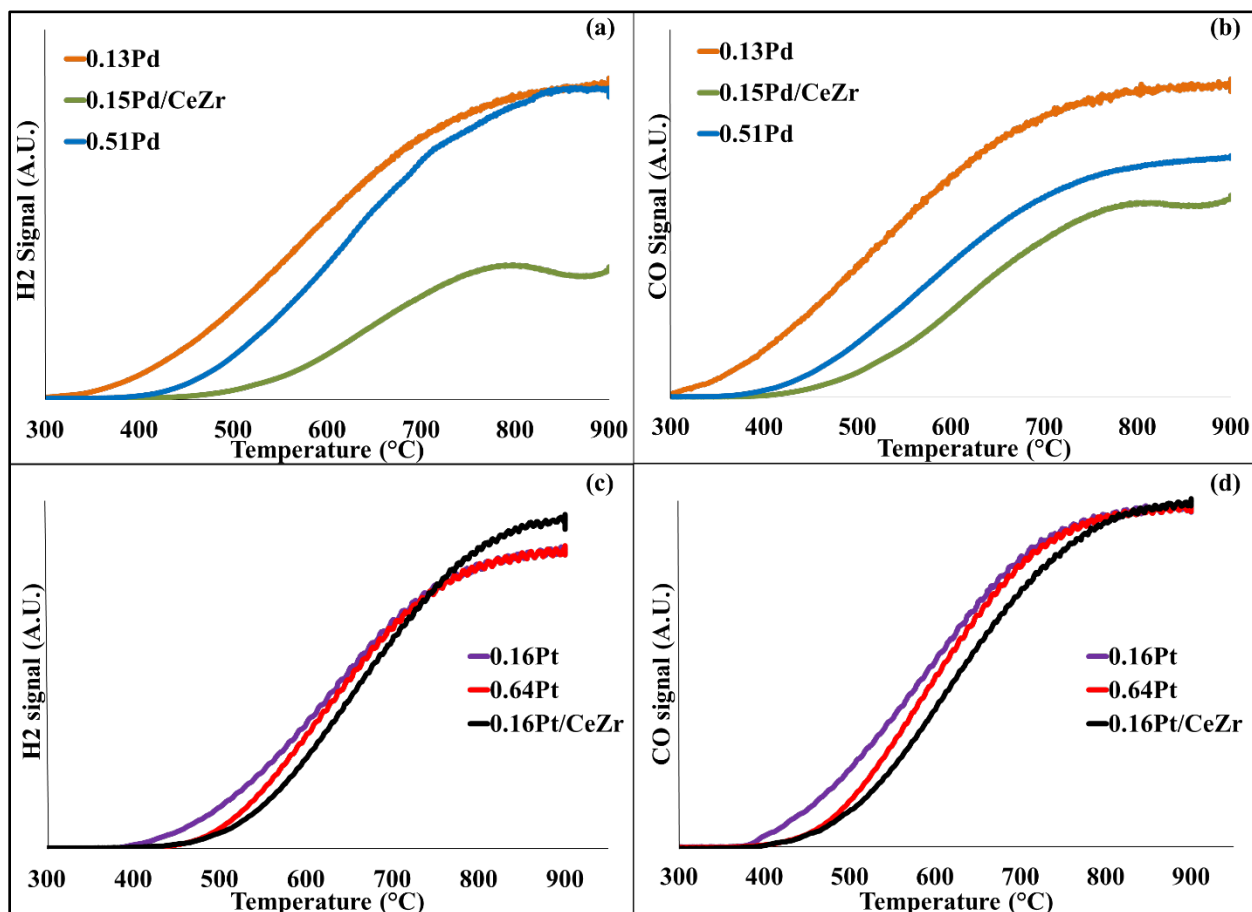 (a)
0.13Pd
0.15Pd/CeZr
0.51Pd
H2 Signal (A.U.)
300 400 500 600 700 800 900
Temperature (°C)
(b)
0.13Pd
0.15Pd/CeZr
0.51Pd
CO Signal (A.U.)
300 400 500 600 700 800 900
Temperature (°C)
(c)
H2 signal (A.U.)
0.16Pt
0.64Pt
0.16Pt/CeZr
300 400 500 600 700 800 900
Temperature (°C)
(d)
CO signal (A.U.)
0.16Pt
0.64Pt
0.16Pt/CeZr
300 400 500 600 700 800 900
Temperature (°C)